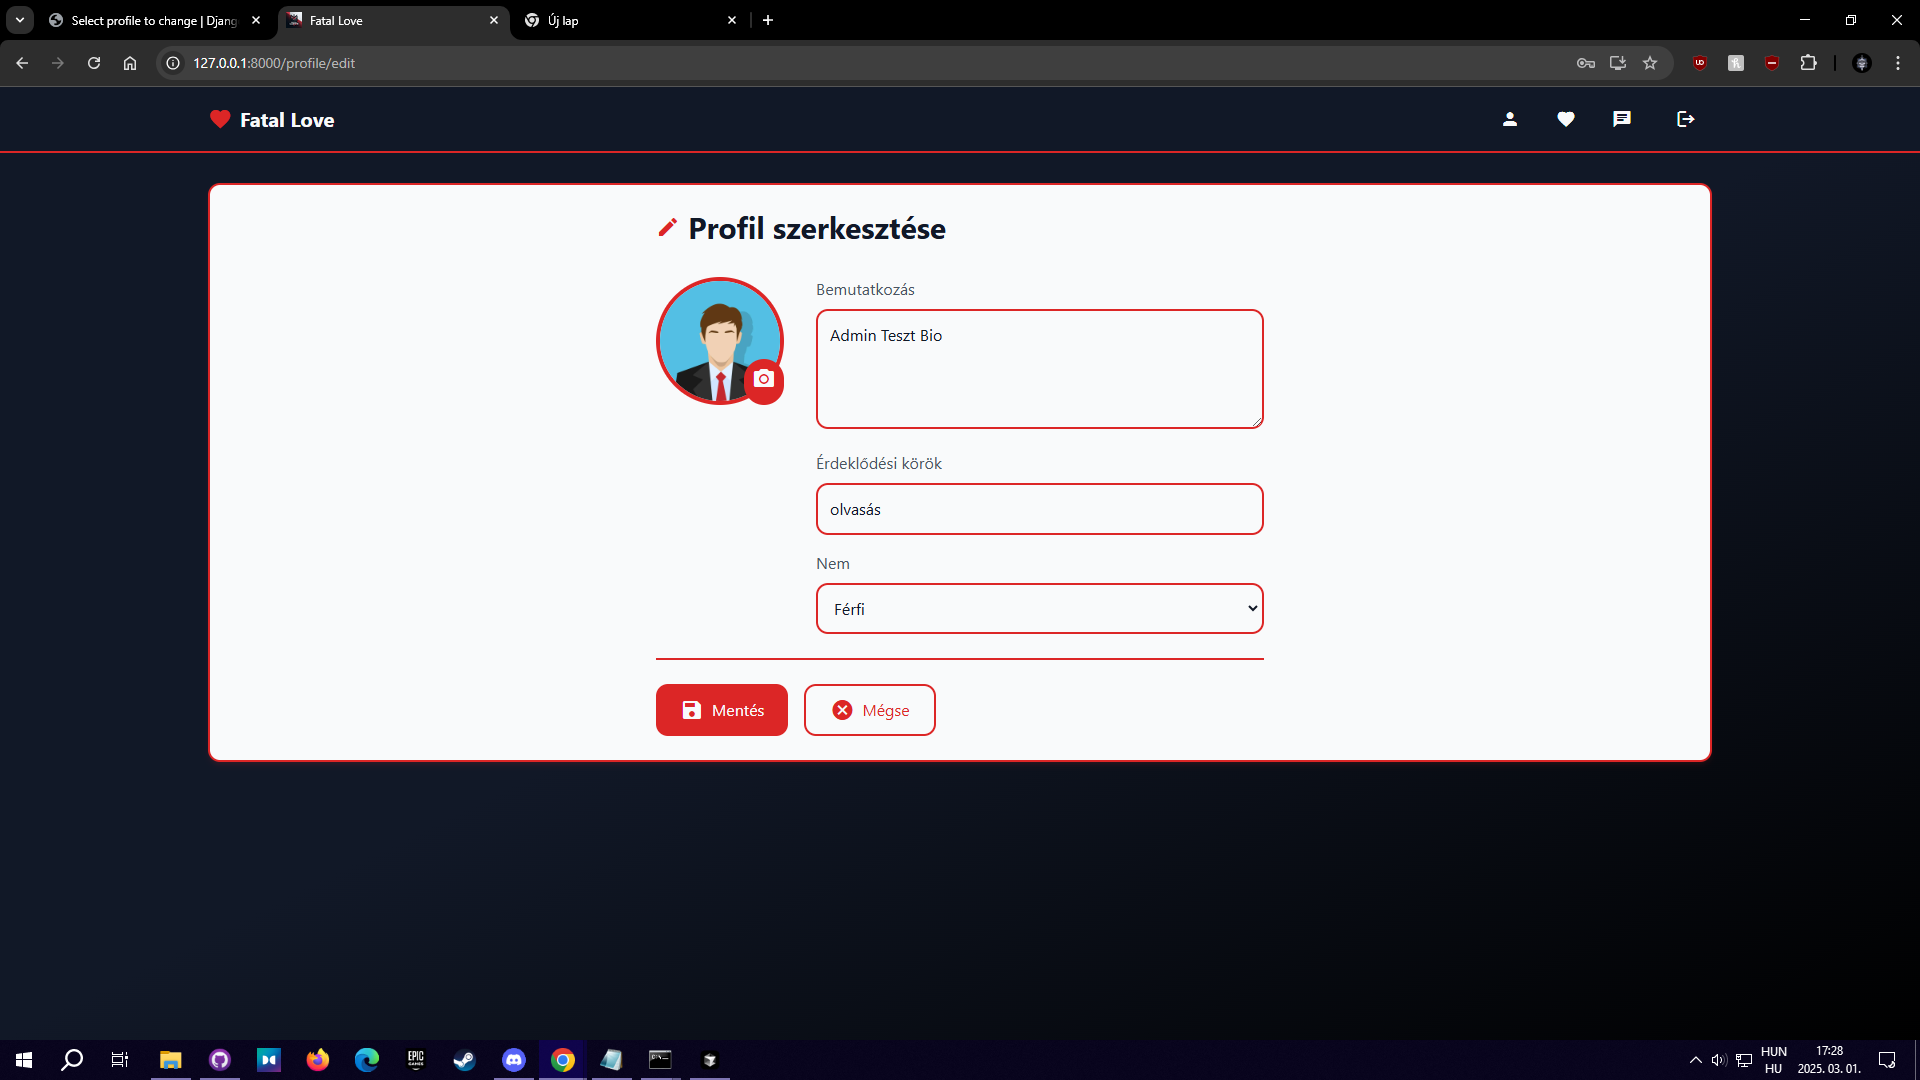 Select profile to change | Djang
Fatal Love
Új lap
127.0.0.1:8000/profile/edit
Fatal Love
Profil szerkesztése
Bemutatkozás
Admin Teszt Bio
Érdeklődési körök
olvasás
Nem
Férfi
Mentés
Mégse
EPIC
GAMES
HUN
HU
17:28
2025. 03. 01.